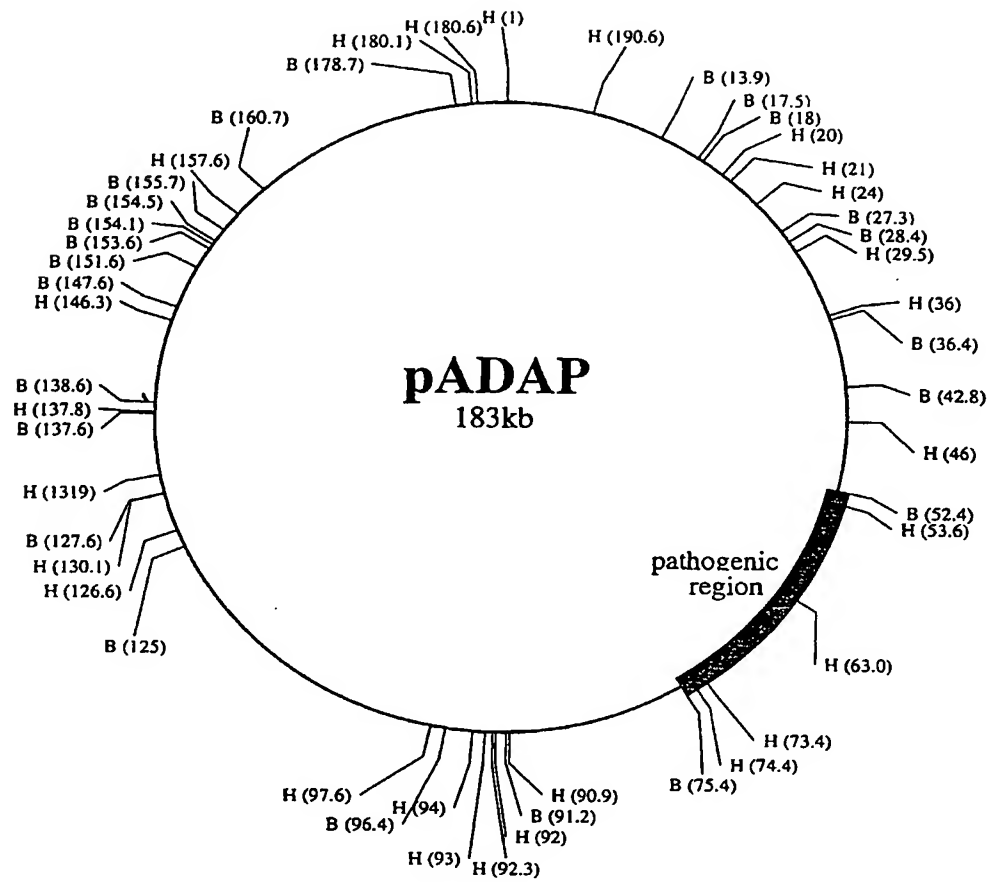 H (1)
H (190.6)
B (13.9)
B (17.5)
B (18)
H (20)
H (21)
H (24)
B (27.3)
B (28.4)
H (29.5)
H (36)
B (36.4)
B (42.8)
H (46)
B (52.4)
H (53.6)
H (63.0)
H (73.4)
H (74.4)
B (75.4)
H (90.9)
B (91.2)
H (92)
H (92.3)
H (93)
H (94)
B (96.4)
H (97.6)
B (125)
H (126.6)
H (130.1)
B (127.6)
H (1319)
B (137.6)
H (137.8)
B (138.6)
H (146.3)
B (147.6)
B (151.6)
B (153.6)
B (154.1)
B (154.5)
B (155.7)
H (157.6)
B (160.7)
B (178.7)
H (180.1)
H (180.6)
pADAP
183kb
pathogenic
region